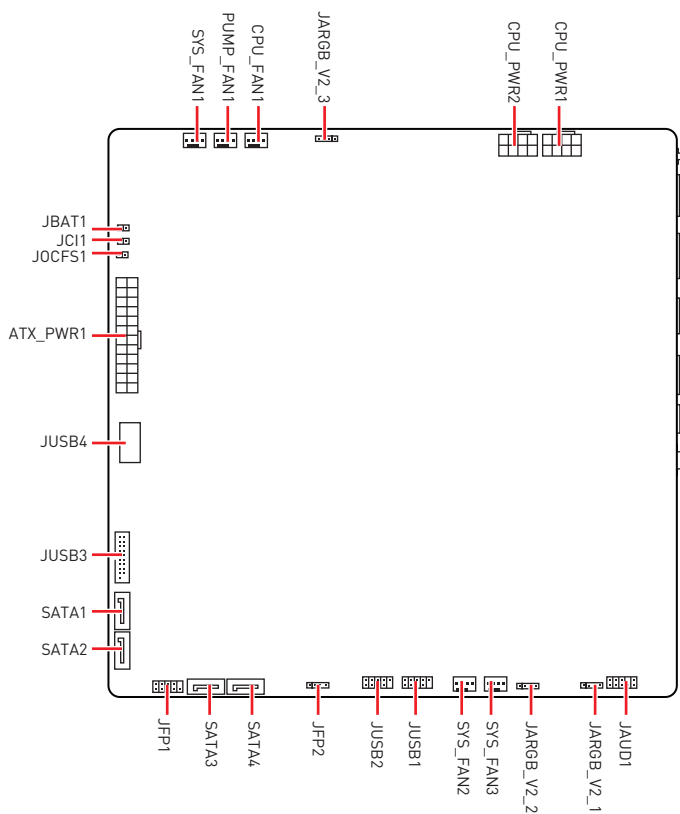 SYS_FAN1
PUMP_FAN1
CPU_FAN1
JARGB_V2_3
CPU_PWR2
CPU_PWR1
JBAT1
JCI1
JOCFS1
ATX_PWR1
JUSB4
JUSB3
SATA1
SATA2
JFP1
SATA3
SATA4
JFP2
JUSB2
JUSB1
SYS_FAN2
SYS_FAN3
JARGB_V2_2
JARGB_V2_1
JAUD1